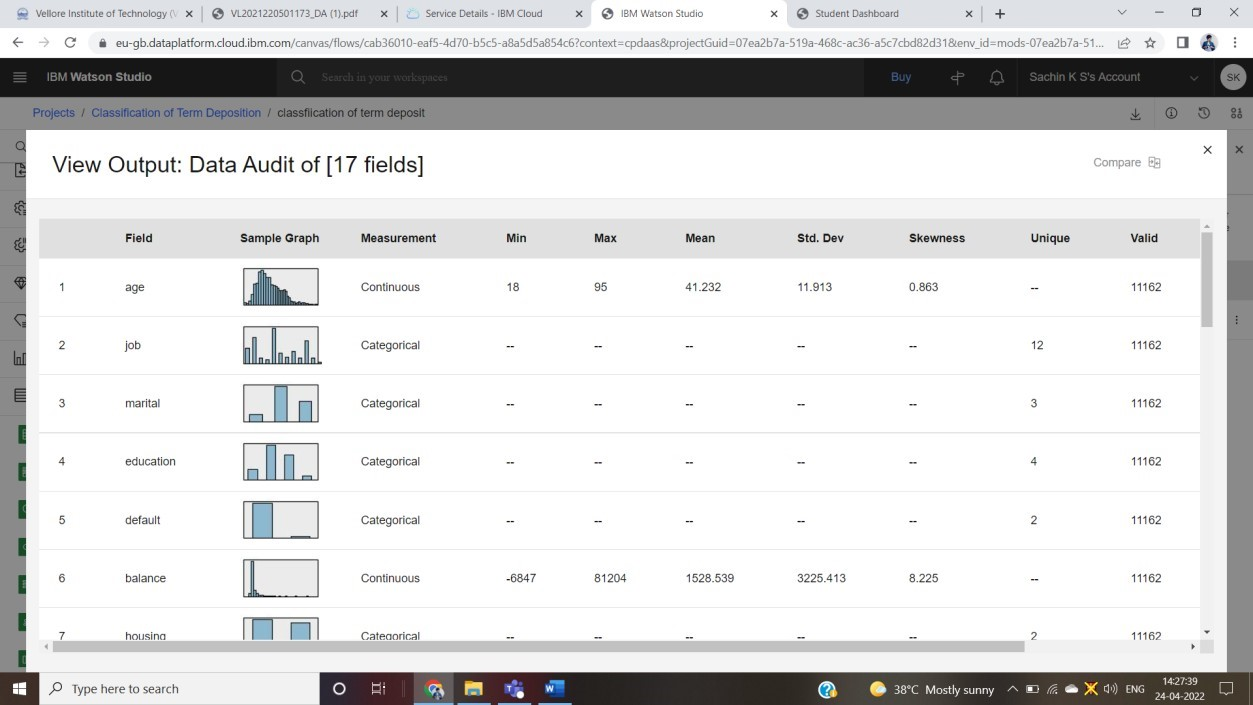 Vellore Institute of Technology (V
VL2021220501173_DA (1).pdf
Service Details - IBM Cloud
IBM Watson Studio
Student Dashboard
eu-gb.dataplatform.cloud.ibm.com/canvas/flows/cab36010-eaf5-4d70-b5c5-a8a5d5a854c6?context=cpdaas&projectGuid=07ea2b7a-519a-468c-ac36-a5c7cbd82d31&env_id=mods-07ea2b7a-51...
IBM Watson Studio
Search in your workspaces
Buy
Sachin K S's Account
SK
Projects / Classification of Term Deposition / classfiication of term deposit
View Output: Data Audit of [17 fields]
Compare
Field Sample Graph Measurement Min Max Mean Std. Dev Skewness Unique Valid
1 age Continuous 18 95 41.232 11.913 0.863 -- 11162
2 job Categorical -- -- -- -- -- 12 11162
3 marital Categorical -- -- -- -- -- 3 11162
4 education Categorical -- -- -- -- -- 4 11162
5 default Categorical -- -- -- -- -- 2 11162
6 balance Continuous -6847 81204 1528.539 3225.413 8.225 -- 11162
7 housing Categorical -- -- -- -- -- 2 11162
Type here to search
38°C Mostly sunny
ENG
14:27:39
24-04-2022